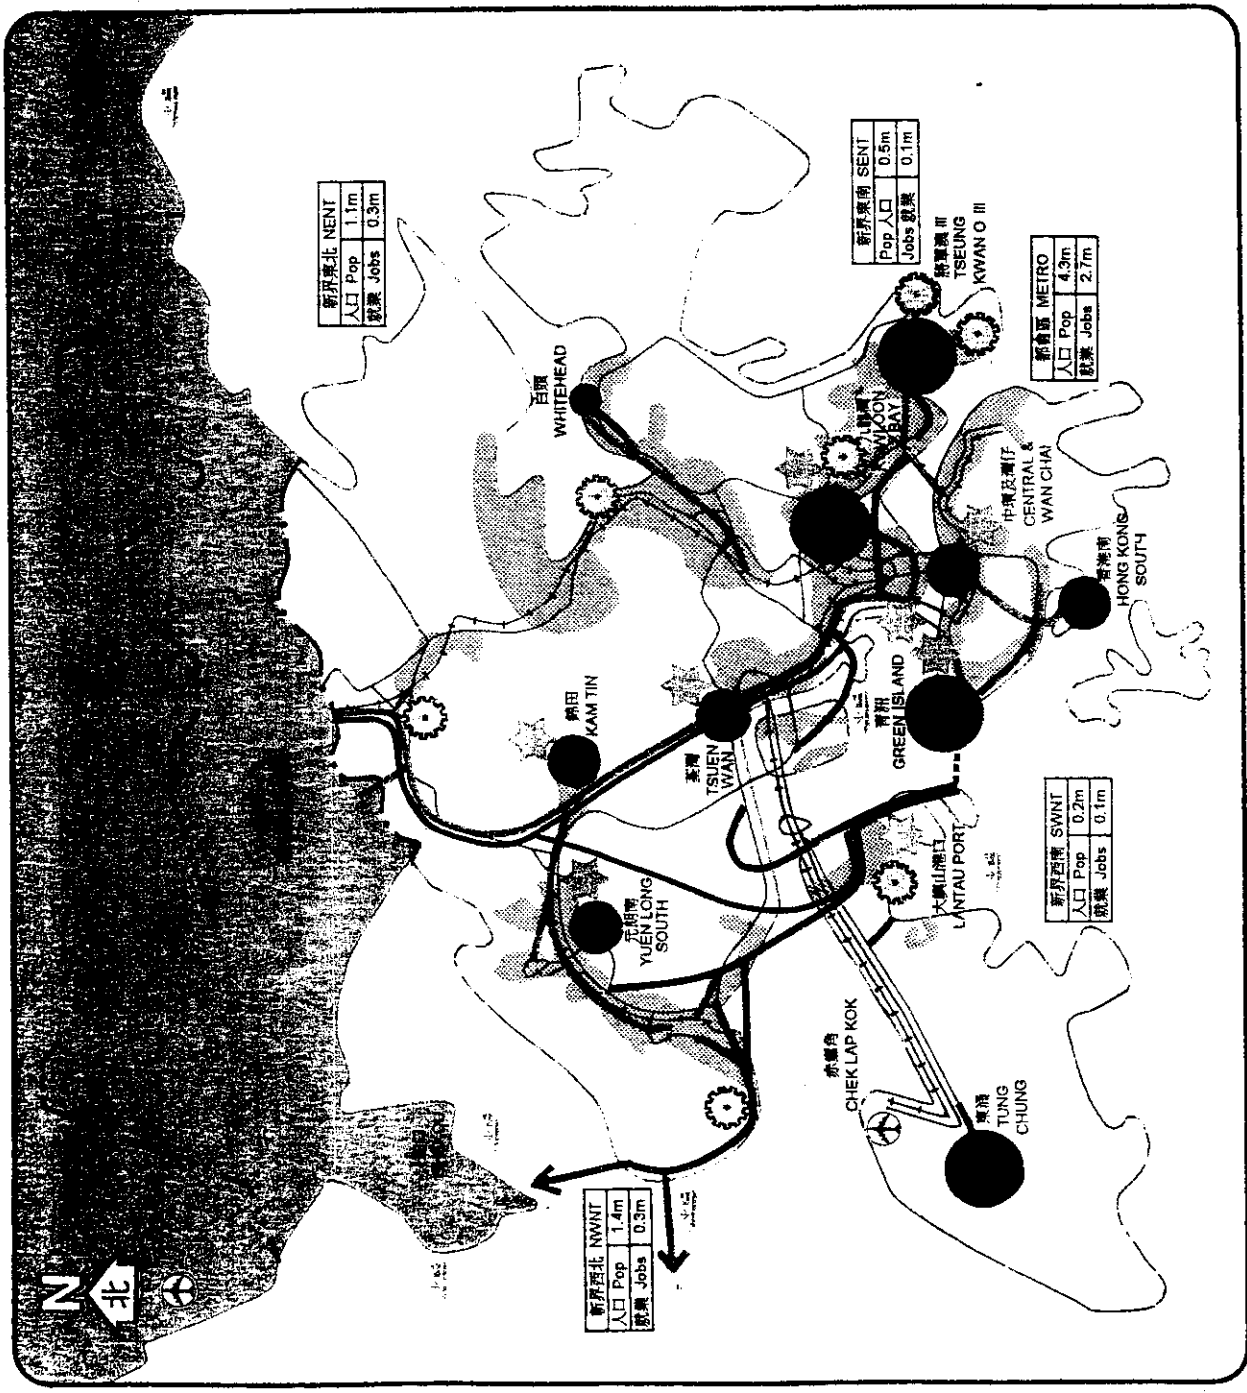 N
北
新界東北 NENT
人口 Pop 1.1m
就業 Jobs 0.3m
白頭
WHITEHEAD
新界東南 SENT
Pop 人口 0.5m
Jobs 就業 0.1m
將軍澳 III
TSEUNG
KWAN O III
都會區 METRO
人口 Pop 4.3m
就業 Jobs 2.7m
九龍灣
KOWLOON
BAY
中環及灣仔
CENTRAL &
WAN CHAI
香港南
HONG KONG
SOUTH
錦田
KAM TIN
荃灣
TSUEN
WAN
青洲
GREEN ISLAND
元朗南
YUEN LONG
SOUTH
大嶼山港口
LANTAU PORT
新界西南 SWNT
人口 Pop 0.2m
就業 Jobs 0.1m
赤鱲角
CHEK LAP KOK
東涌
TUNG
CHUNG
新界西北 NWNT
人口 Pop 1.4m
就業 Jobs 0.3m